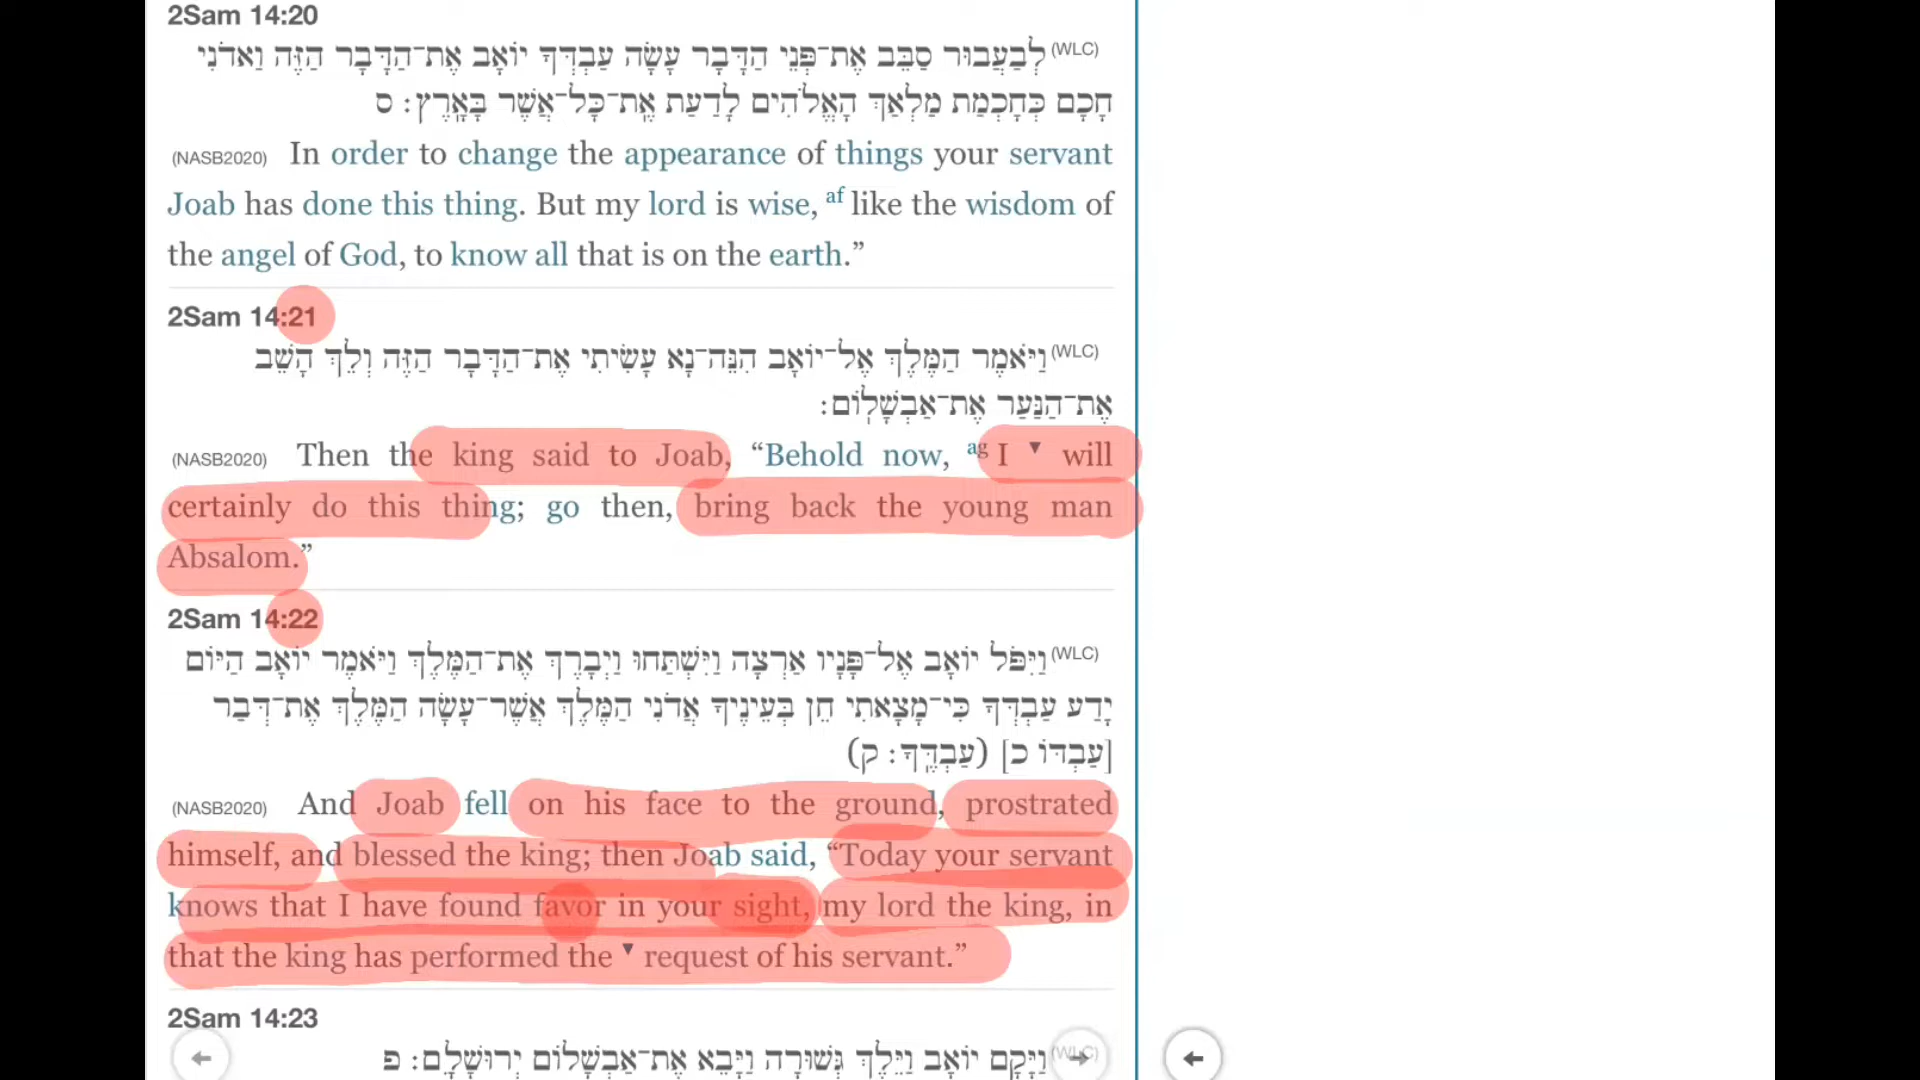 2Sam 14:20
(WLC) לְבַעֲבוּר סַבֵּב אֶת־פְּנֵי הַדָּבָר עָשָׂה עַבְדְּךָ יוֹאָב אֶת־הַדָּבָר הַזֶּה וַאדֹנִי
חָכָם כְּחָכְמַת מַלְאַךְ הָאֱלֹהִים לָדַעַת אֶת־כָּל־אֲשֶׁר בָּאָרֶץ׃ ס
(NASB2020) In order to change the appearance of things your servant
Joab has done this thing. But my lord is wise, af like the wisdom of
the angel of God, to know all that is on the earth.”
2Sam 14:21
(WLC) וַיֹּאמֶר הַמֶּלֶךְ אֶל־יוֹאָב הִנֵּה־נָא עָשִׂיתִי אֶת־הַדָּבָר הַזֶּה וְלֵךְ הָשֵׁב
אֶת־הַנַּעַר אֶת־אַבְשָׁלוֹם׃
(NASB2020) Then the king said to Joab, “Behold now, ag I ▼ will
certainly do this thing; go then, bring back the young man
Absalom.”
2Sam 14:22
(WLC) וַיִּפֹּל יוֹאָב אֶל־פָּנָיו אַרְצָה וַיִּשְׁתַּחוּ וַיְבָרֶךְ אֶת־הַמֶּלֶךְ וַיֹּאמֶר יוֹאָב הַיּוֹם
יָדַע עַבְדְּךָ כִּי־מָצָאתִי חֵן בְּעֵינֶיךָ אֲדֹנִי הַמֶּלֶךְ אֲשֶׁר־עָשָׂה הַמֶּלֶךְ אֶת־דְּבַר
[עַבְדּוֹ כ] (עַבְדֶּךָ׃ ק)
(NASB2020) And Joab fell on his face to the ground, prostrated
himself, and blessed the king; then Joab said, “Today your servant
knows that I have found favor in your sight, my lord the king, in
that the king has performed the ▼ request of his servant.”
2Sam 14:23
(WLC) וַיָּקָם יוֹאָב וַיֵּלֶךְ גְּשׁוּרָה וַיָּבֵא אֶת־אַבְשָׁלוֹם יְרוּשָׁלִָם׃ פ